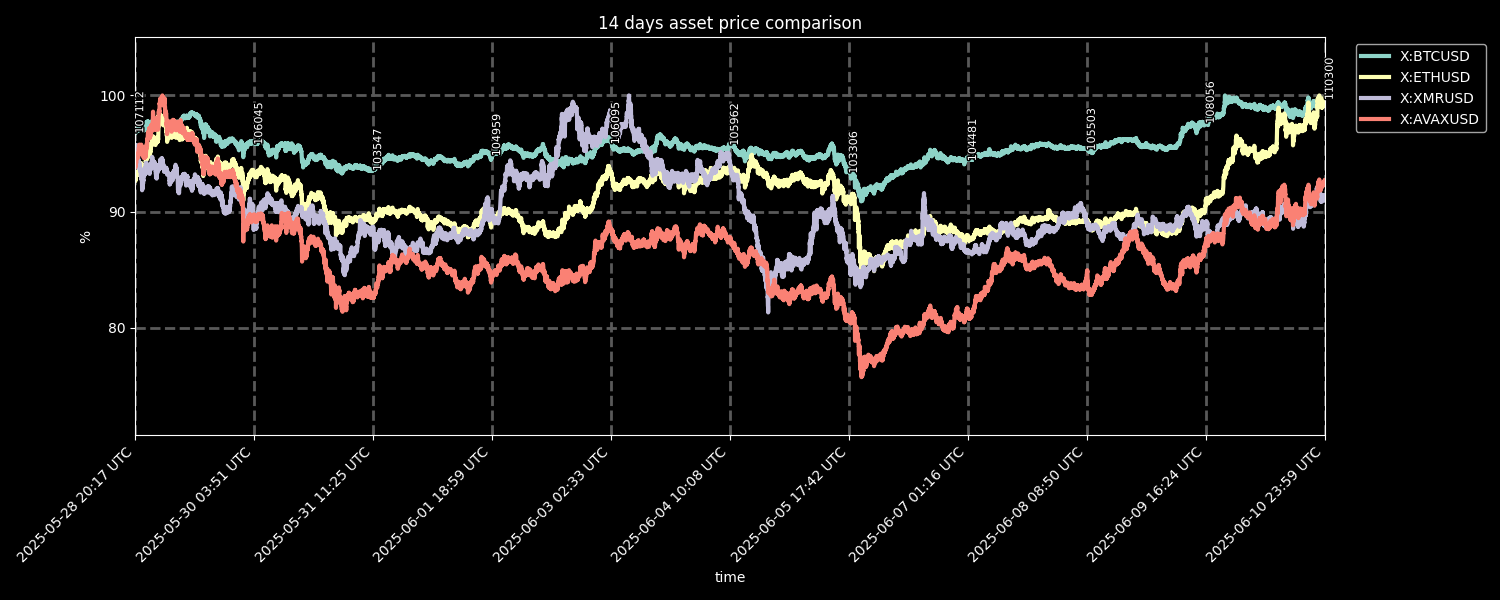 14 days asset price comparison
X:BTCUSD
X:ETHUSD
X:XMRUSD
X:AVAXUSD
100
90
80
%
107112
106045
103547
104959
106095
105962
103306
104481
105503
108056
110300
2025-05-28 20:17 UTC
2025-05-30 03:51 UTC
2025-05-31 11:25 UTC
2025-06-01 18:59 UTC
2025-06-03 02:33 UTC
2025-06-04 10:08 UTC
2025-06-05 17:42 UTC
2025-06-07 01:16 UTC
2025-06-08 08:50 UTC
2025-06-09 16:24 UTC
2025-06-10 23:59 UTC
time